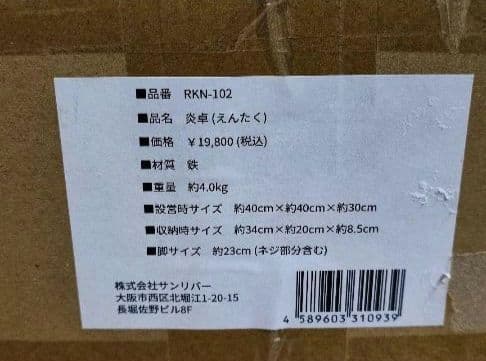 ■品番　RKN-102
■品名　炎卓 (えんたく)
■価格　￥19,800 (税込)
■材質　鉄
■重量　約4.0kg
■設営時サイズ　約40cm×約40cm×約30cm
■収納時サイズ　約34cm×約20cm×約8.5cm
■脚サイズ　約23cm (ネジ部分含む)
株式会社サンリバー
大阪市西区北堀江1-20-15
長堀佐野ビル8F
4 589603 310939